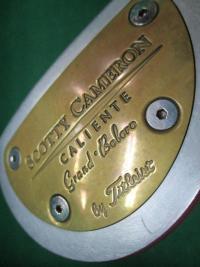 SCOTTY CAMERON
CALIENTE
Grand·Bolero
by Titleist